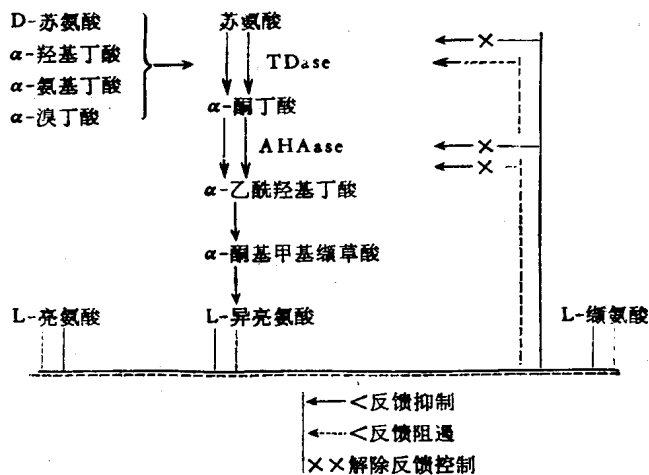 D-苏氨酸
α-羟基丁酸
α-氨基丁酸
α-溴丁酸
苏氨酸
TDase
α-酮丁酸
AHAase
α-乙酰羟基丁酸
α-酮基甲基缬草酸
L-亮氨酸
L-异亮氨酸
L-缬氨酸
<反馈抑制
<反馈阻遏
××解除反馈控制